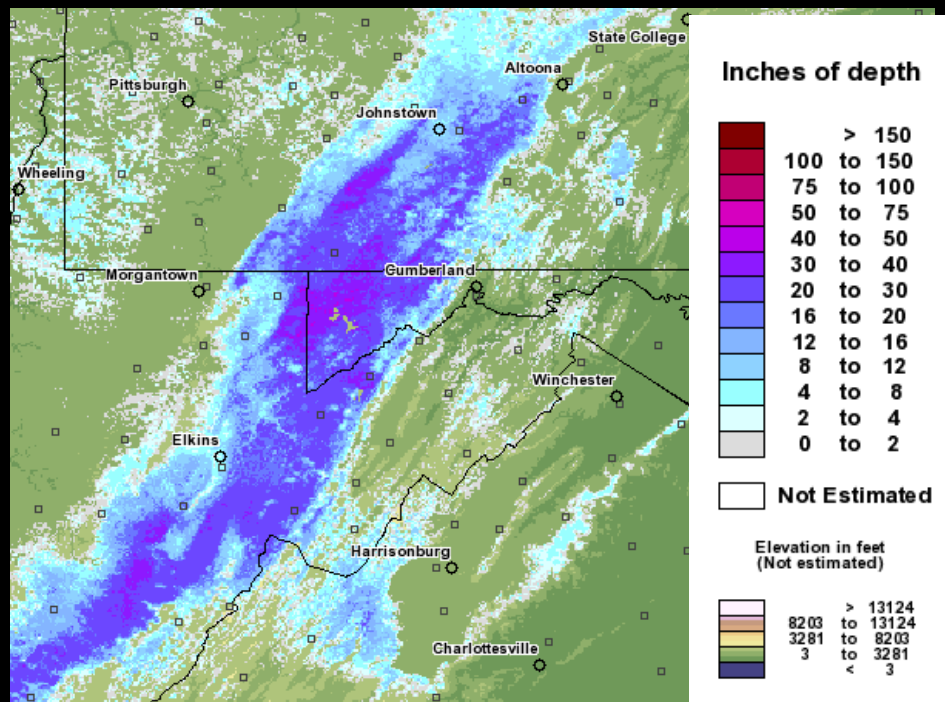 State College
Altoona
Pittsburgh
Johnstown
Wheeling
Cumberland
Morgantown
Winchester
Elkins
Harrisonburg
Charlottesville
Inches of depth
> 150
100 to 150
75 to 100
50 to 75
40 to 50
30 to 40
20 to 30
16 to 20
12 to 16
8 to 12
4 to 8
2 to 4
0 to 2
Not Estimated
Elevation in feet
(Not estimated)
> 13124
8203 to 13124
3281 to 8203
3 to 3281
< 3